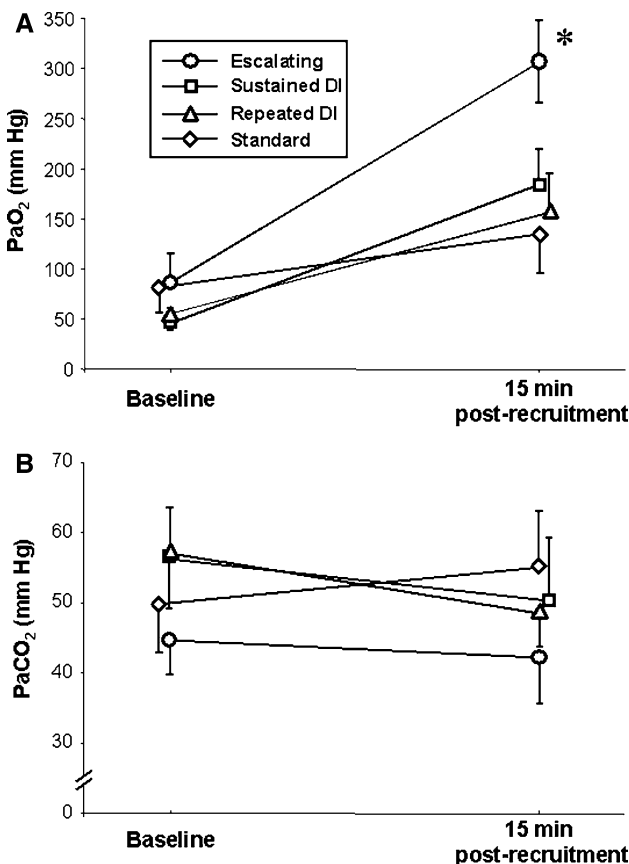 A
350
300
250
200
150
100
50
0
PaO2 (mm Hg)
Escalating
Sustained DI
Repeated DI
Standard
*
Baseline
15 min
post-recruitment
B
70
60
50
40
30
0
PaCO2 (mm Hg)
Baseline
15 min
post-recruitment